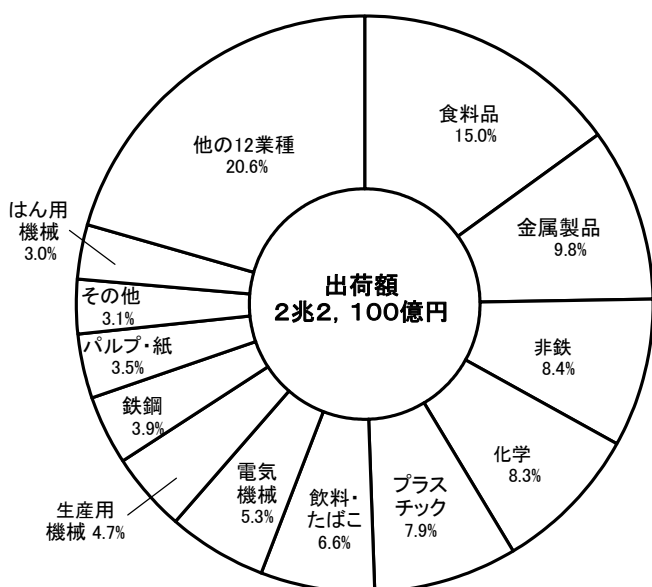 食料品
15.0%
金属製品
9.8%
非鉄
8.4%
化学
8.3%
プラス
チック
7.9%
飲料・
たばこ
6.6%
電気
機械
5.3%
生産用
機械 4.7%
鉄鋼
3.9%
パルプ・紙
3.5%
その他
3.1%
はん用
機械
3.0%
他の12業種
20.6%
出荷額
2兆2，100億円